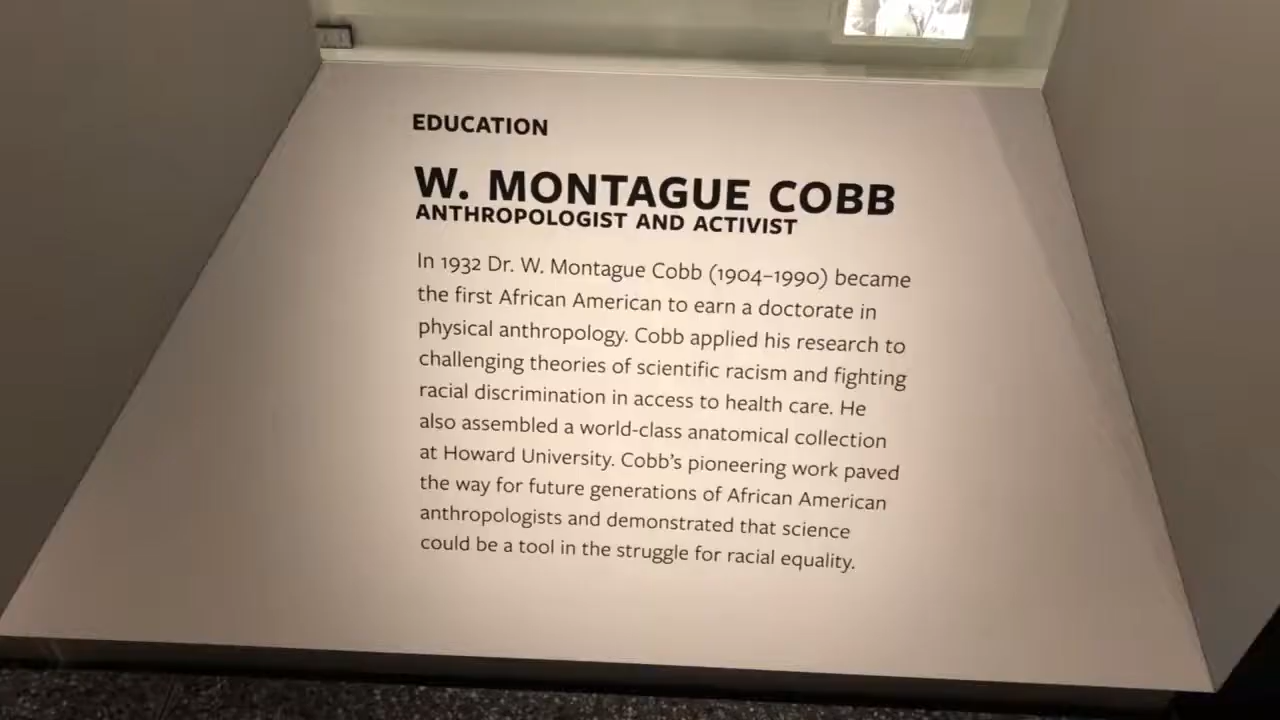 EDUCATION
W. MONTAGUE COBB
ANTHROPOLOGIST AND ACTIVIST
In 1932 Dr. W. Montague Cobb (1904–1990) became
the first African American to earn a doctorate in
physical anthropology. Cobb applied his research to
challenging theories of scientific racism and fighting
racial discrimination in access to health care. He
also assembled a world-class anatomical collection
at Howard University. Cobb's pioneering work paved
the way for future generations of African American
anthropologists and demonstrated that science
could be a tool in the struggle for racial equality.